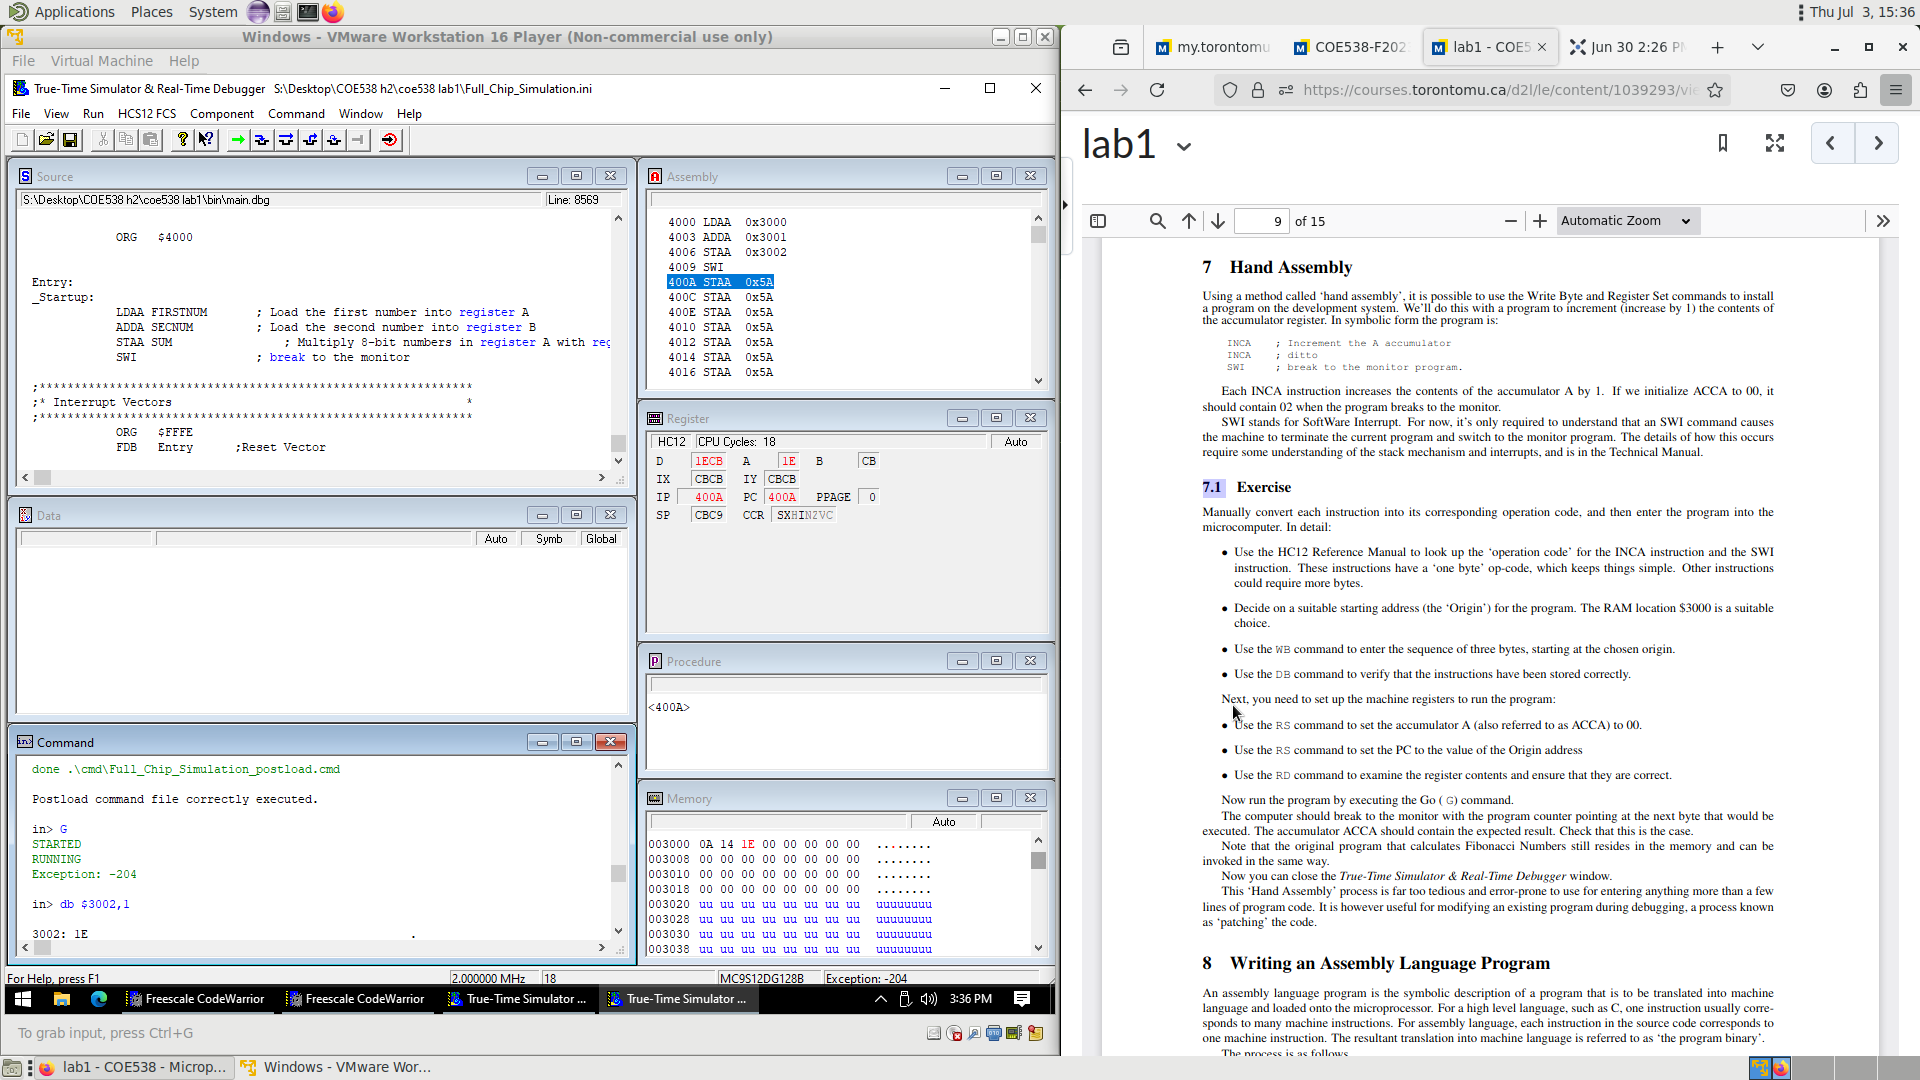 Applications Places System
Thu Jul 3, 15:36
Windows - VMware Workstation 16 Player (Non-commercial use only)
File Virtual Machine Help
True-Time Simulator & Real-Time Debugger S:\Desktop\COE538 h2\coe538 lab1\Full_Chip_Simulation.ini
File View Run HCS12 FCS Component Command Window Help
Source
S:\Desktop\COE538 h2\coe538 lab1\bin\main.dbg Line: 8569
ORG $4000
Entry:
_Startup:
LDAA FIRSTNUM ; Load the first number into register A
ADDA SECNUM ; Load the second number into register B
STAA SUM ; Multiply 8-bit numbers in register A with reg
SWI ; break to the monitor
;**************************************************************
;* Interrupt Vectors *
;**************************************************************
ORG $FFFE
FDB Entry ;Reset Vector
Data
Auto Symb Global
Command
done .\cmd\Full_Chip_Simulation_postload.cmd
Postload command file correctly executed.
in> G
STARTED
RUNNING
Exception: -204
in> db $3002,1
3002: 1E .
Assembly
4000 LDAA 0x3000
4003 ADDA 0x3001
4006 STAA 0x3002
4009 SWI
400A STAA 0x5A
400C STAA 0x5A
400E STAA 0x5A
4010 STAA 0x5A
4012 STAA 0x5A
4014 STAA 0x5A
4016 STAA 0x5A
Register
HC12 CPU Cycles: 18 Auto
D 1ECB A 1E B CB
IX CBCB IY CBCB
IP 400A PC 400A PPAGE 0
SP CBC9 CCR SXHINZVC
Procedure
<400A>
Memory
Auto
003000 0A 14 1E 00 00 00 00 00 ........
003008 00 00 00 00 00 00 00 00 ........
003010 00 00 00 00 00 00 00 00 ........
003018 00 00 00 00 00 00 00 00 ........
003020 uu uu uu uu uu uu uu uu uuuuuuuu
003028 uu uu uu uu uu uu uu uu uuuuuuuu
003030 uu uu uu uu uu uu uu uu uuuuuuuu
003038 uu uu uu uu uu uu uu uu uuuuuuuu
For Help, press F1 2.000000 MHz 18 MC9S12DG128B Exception: -204
Freescale CodeWarrior Freescale CodeWarrior True-Time Simulator ... True-Time Simulator ... 3:36 PM
To grab input, press Ctrl+G
lab1 - COE538 - Microp... Windows - VMware Wor...
my.torontomu COE538-F202 lab1 - COE5 Jun 30 2:26 P
https://courses.torontomu.ca/d2l/le/content/1039293/vi
lab1
9 of 15 Automatic Zoom
7 Hand Assembly
Using a method called ‘hand assembly’, it is possible to use the Write Byte and Register Set commands to install
a program on the development system. We’ll do this with a program to increment (increase by 1) the contents of
the accumulator register. In symbolic form the program is:
INCA ; Increment the A accumulator
INCA ; ditto
SWI ; break to the monitor program.
Each INCA instruction increases the contents of the accumulator A by 1. If we initialize ACCA to 00, it
should contain 02 when the program breaks to the monitor.
SWI stands for SoftWare Interrupt. For now, it’s only required to understand that an SWI command causes
the machine to terminate the current program and switch to the monitor program. The details of how this occurs
require some understanding of the stack mechanism and interrupts, and is in the Technical Manual.
7.1 Exercise
Manually convert each instruction into its corresponding operation code, and then enter the program into the
microcomputer. In detail:
• Use the HC12 Reference Manual to look up the ‘operation code’ for the INCA instruction and the SWI
instruction. These instructions have a ‘one byte’ op-code, which keeps things simple. Other instructions
could require more bytes.
• Decide on a suitable starting address (the ‘Origin’) for the program. The RAM location $3000 is a suitable
choice.
• Use the WB command to enter the sequence of three bytes, starting at the chosen origin.
• Use the DB command to verify that the instructions have been stored correctly.
Next, you need to set up the machine registers to run the program:
• Use the RS command to set the accumulator A (also referred to as ACCA) to 00.
• Use the RS command to set the PC to the value of the Origin address
• Use the RD command to examine the register contents and ensure that they are correct.
Now run the program by executing the Go ( G) command.
The computer should break to the monitor with the program counter pointing at the next byte that would be
executed. The accumulator ACCA should contain the expected result. Check that this is the case.
Note that the original program that calculates Fibonacci Numbers still resides in the memory and can be
invoked in the same way.
Now you can close the True-Time Simulator & Real-Time Debugger window.
This ‘Hand Assembly’ process is far too tedious and error-prone to use for entering anything more than a few
lines of program code. It is however useful for modifying an existing program during debugging, a process known
as ‘patching’ the code.
8 Writing an Assembly Language Program
An assembly language program is the symbolic description of a program that is to be translated into machine
language and loaded onto the microprocessor. For a high level language, such as C, one instruction usually corre-
sponds to many machine instructions. For assembly language, each instruction in the source code corresponds to
one machine instruction. The resultant translation into machine language is referred to as ‘the program binary’.
The process is as follows